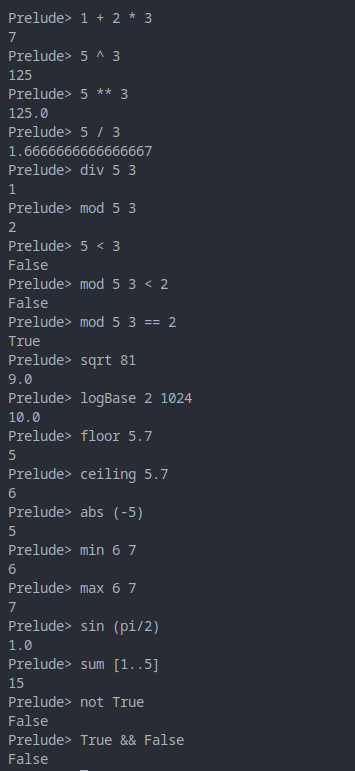 Prelude> 1 + 2 * 3
7
Prelude> 5 ^ 3
125
Prelude> 5 ** 3
125.0
Prelude> 5 / 3
1.6666666666666667
Prelude> div 5 3
1
Prelude> mod 5 3
2
Prelude> 5 < 3
False
Prelude> mod 5 3 < 2
False
Prelude> mod 5 3 == 2
True
Prelude> sqrt 81
9.0
Prelude> logBase 2 1024
10.0
Prelude> floor 5.7
5
Prelude> ceiling 5.7
6
Prelude> abs (-5)
5
Prelude> min 6 7
6
Prelude> max 6 7
7
Prelude> sin (pi/2)
1.0
Prelude> sum [1..5]
15
Prelude> not True
False
Prelude> True && False
False